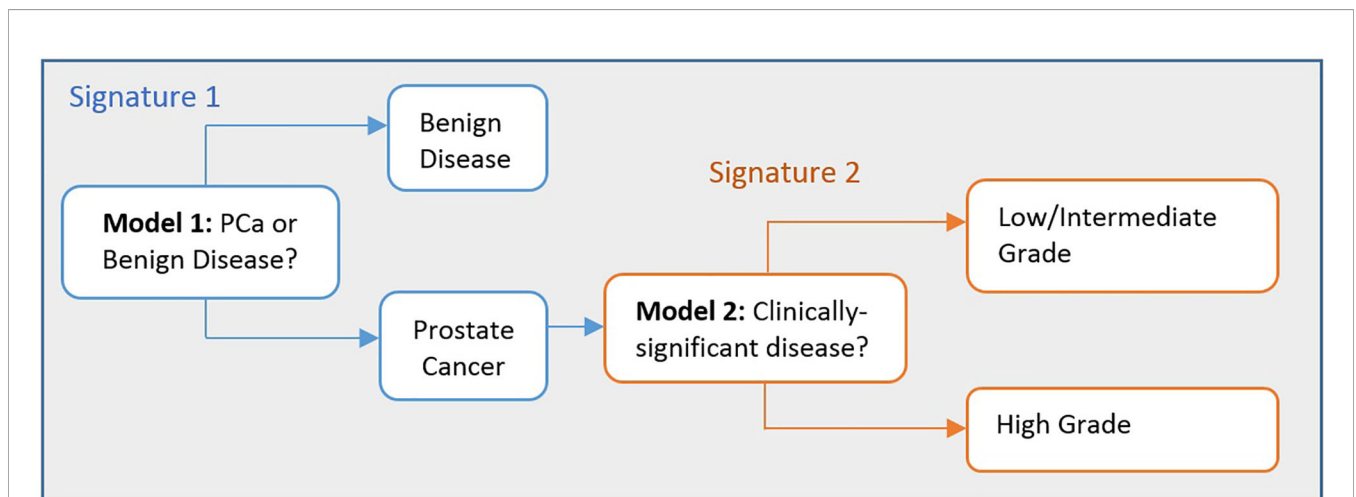 Signature 1
Benign
Disease
Model 1: PCa or
Benign Disease?
Prostate
Cancer
Signature 2
Model 2: Clinically-
significant disease?
Low/Intermediate
Grade
High Grade